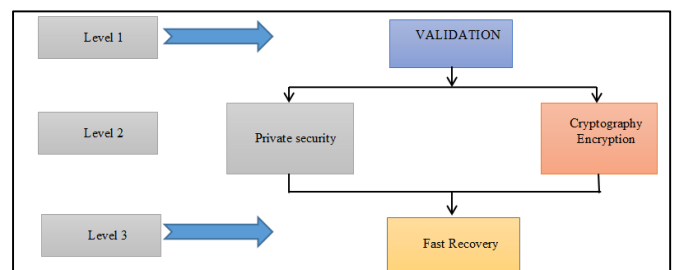 Level 1
VALIDATION
Level 2
Private security
Cryptography
Encryption
Level 3
Fast Recovery